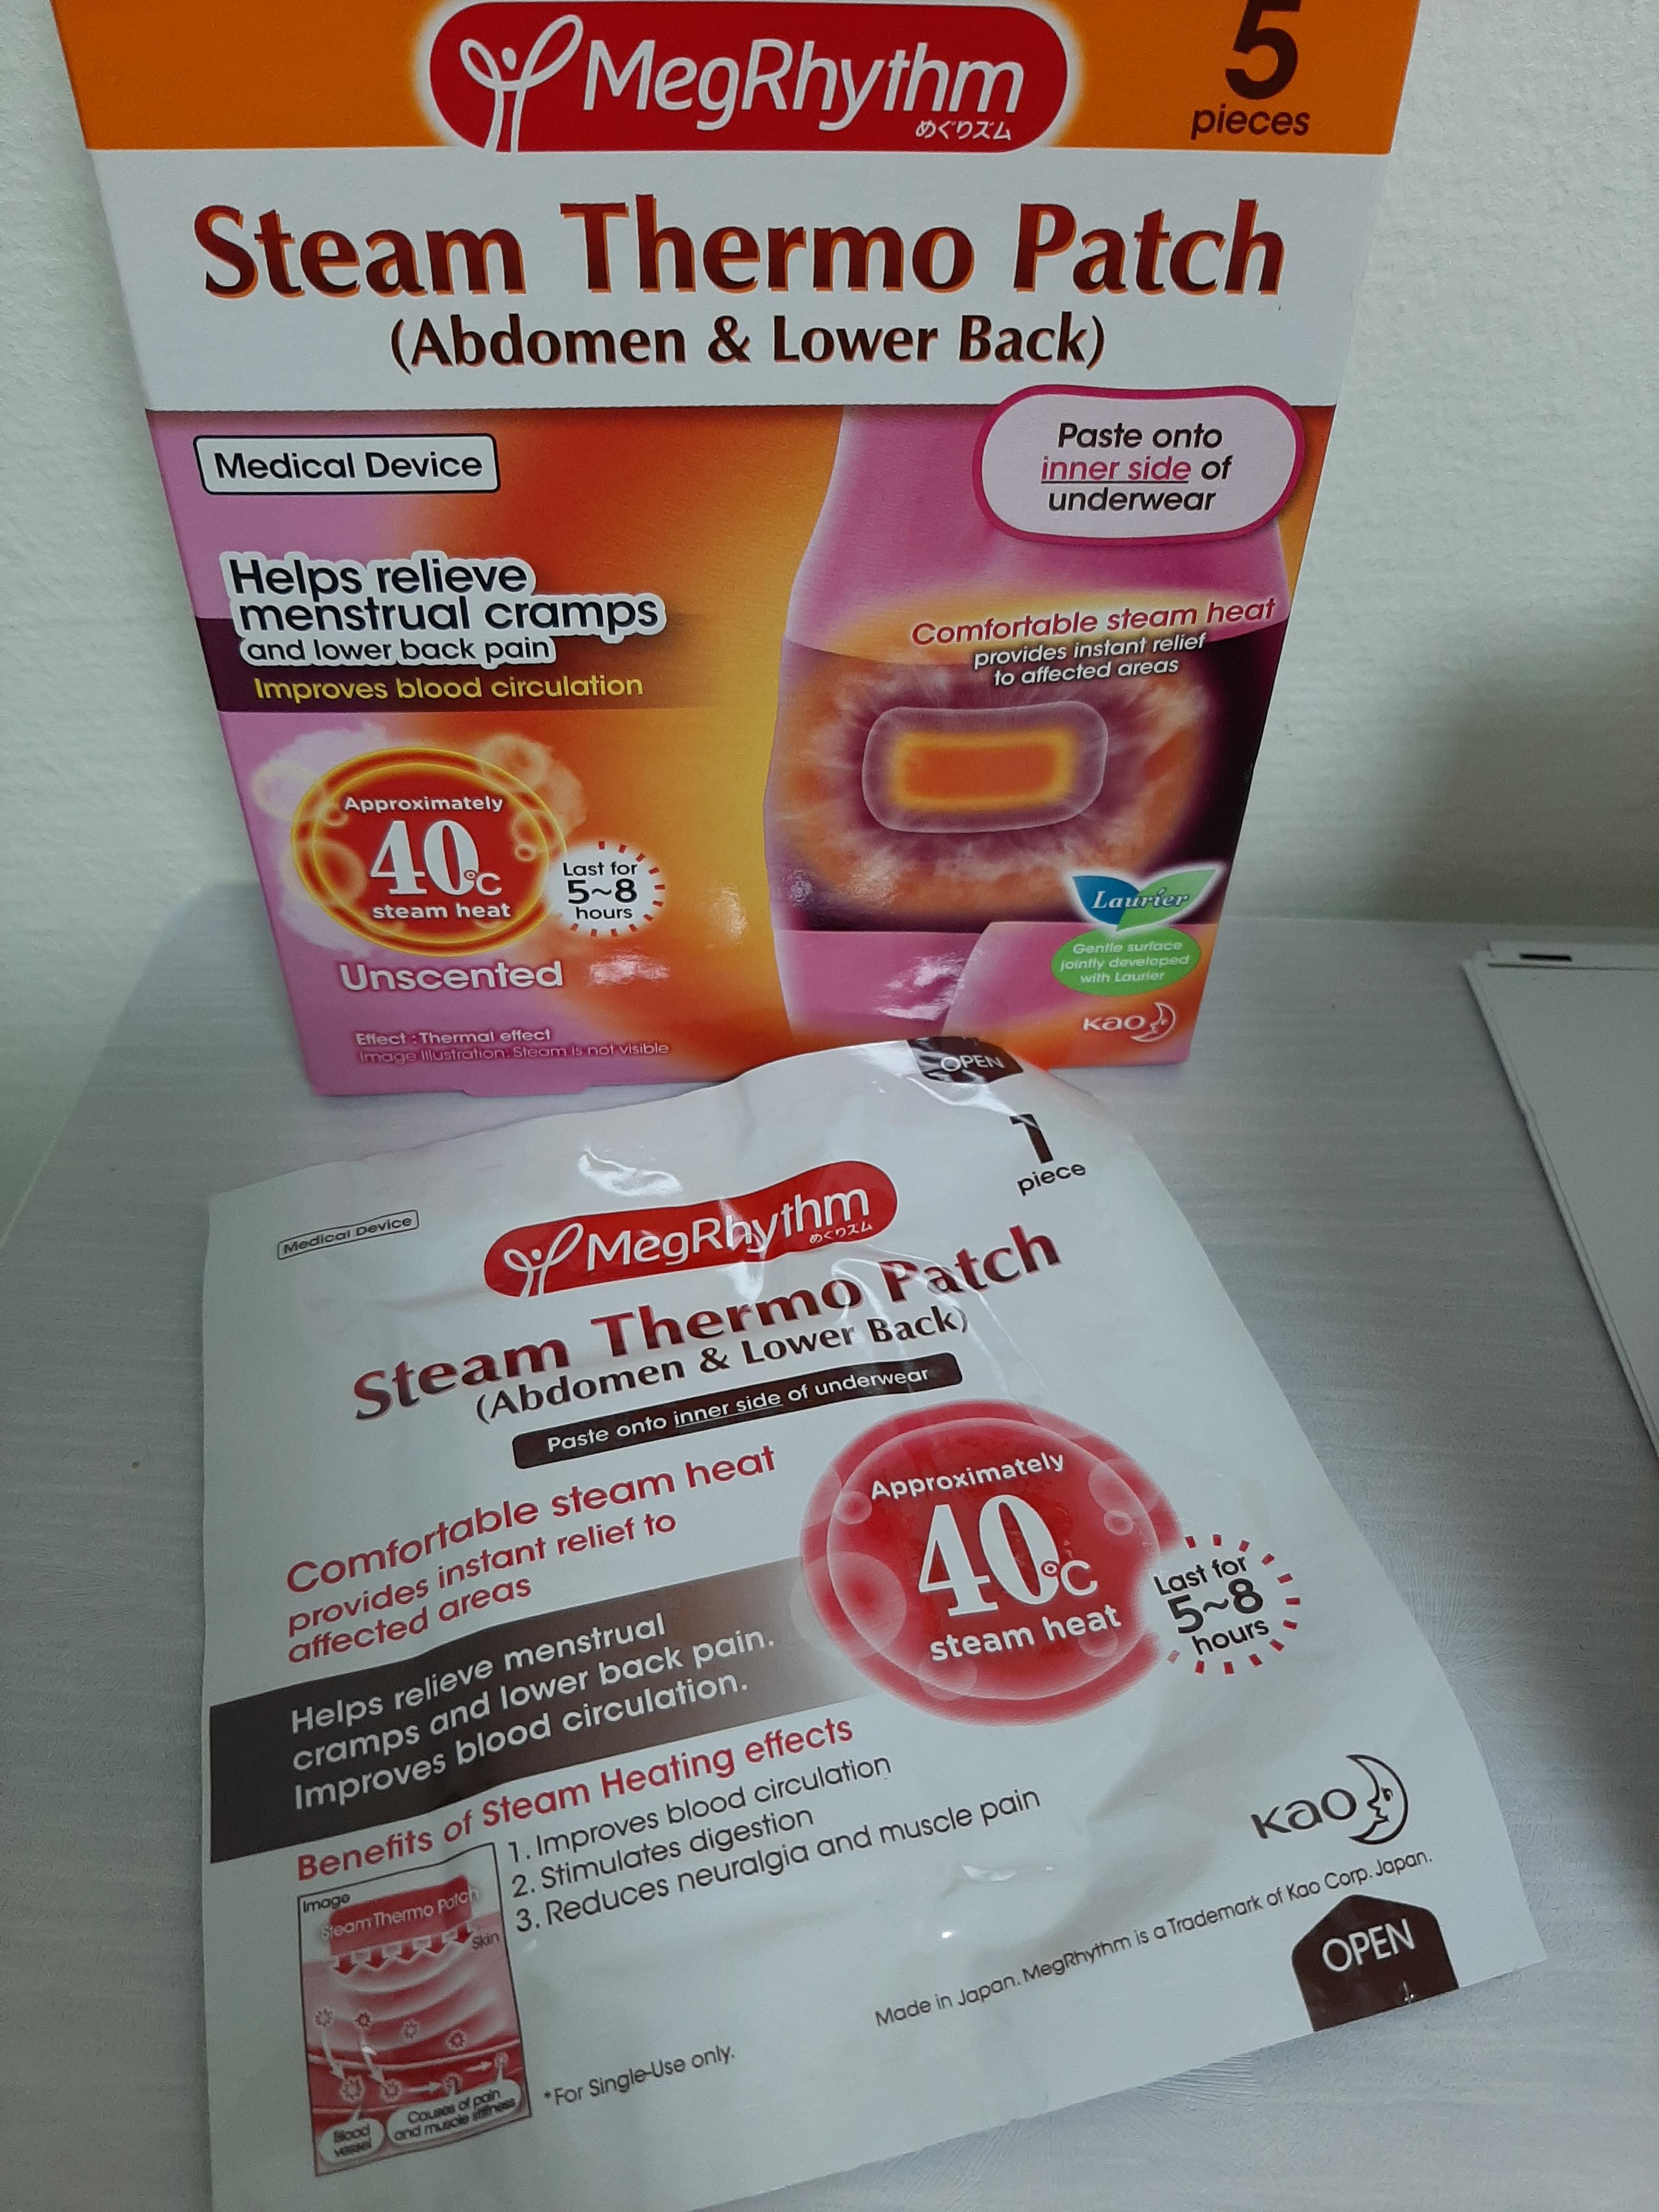 MegRhythm
めぐりズム
5
pieces
Steam Thermo Patch
(Abdomen & Lower Back)
Medical Device
Paste onto
inner side of
underwear
Helps relieve
menstrual cramps
and lower back pain
Improves blood circulation
Comfortable steam heat
provides instant relief
to affected areas
Approximately
40°C
steam heat
Last for
5~8
hours
Unscented
Laurier
Gentle surface
jointly developed
with Laurier
Kao
Effect : Thermal effect
Image Illustration: Steam is not visible
OPEN
1
piece
Medical Device
MegRhythm
めぐりズム
Steam Thermo Patch
(Abdomen & Lower Back)
Paste onto inner side of underwear
Comfortable steam heat
provides instant relief to
affected areas
Approximately
40°C
steam heat
Last for
5~8
hours
Helps relieve menstrual
cramps and lower back pain.
Improves blood circulation.
Benefits of Steam Heating effects
1. Improves blood circulation
2. Stimulates digestion
3. Reduces neuralgia and muscle pain
Image
Steam Thermo Patch
Skin
Blood
vessel
Causes of pain
and muscle stiffness
Kao
Made in Japan. MegRhythm is a Trademark of Kao Corp. Japan.
OPEN
*For Single-Use only.